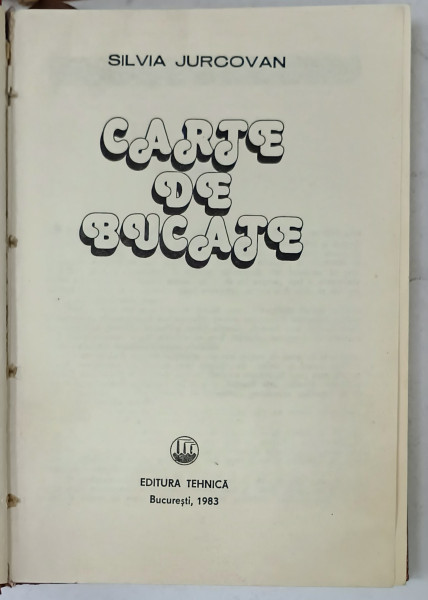 SILVIA JURCOVAN
CARTE
DE
BUCATE
EDITURA TEHNICĂ
București, 1983